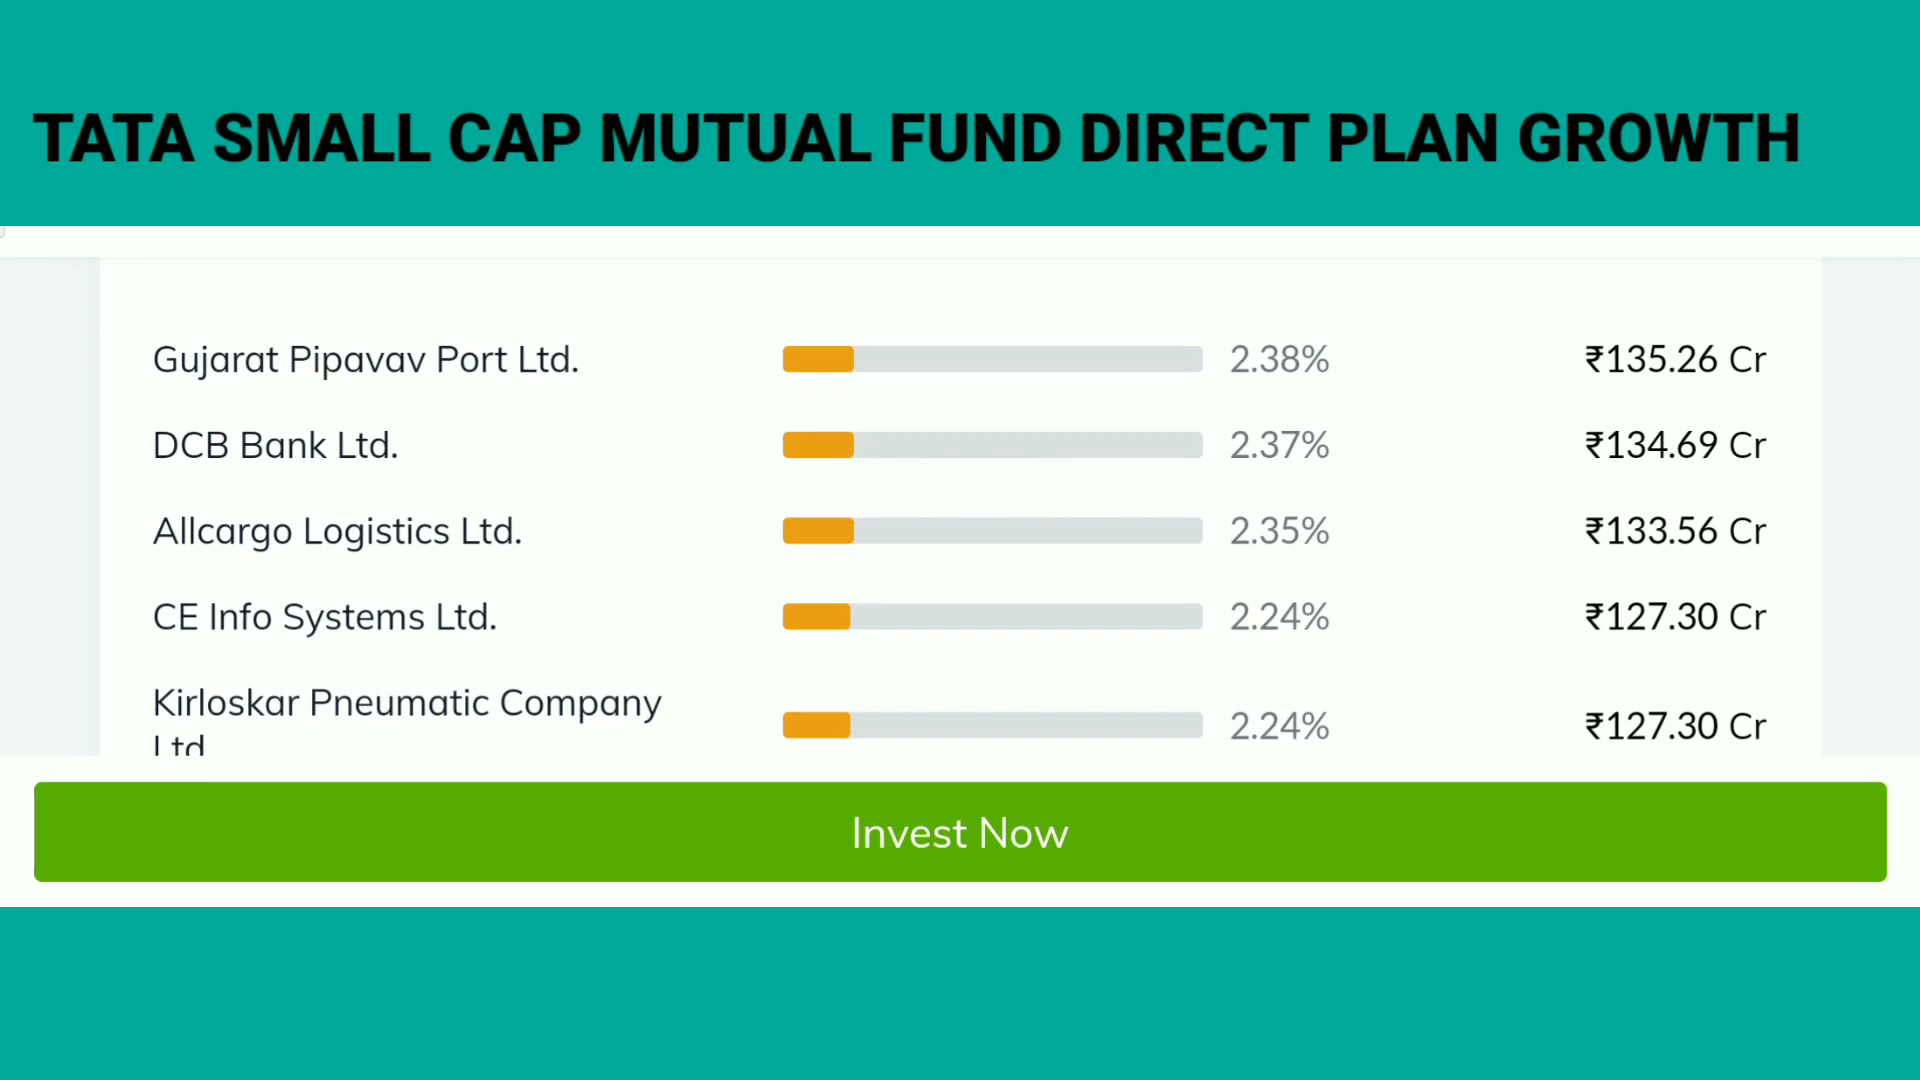 TATA SMALL CAP MUTUAL FUND DIRECT PLAN GROWTH
Gujarat Pipavav Port Ltd. 2.38% ₹135.26 Cr
DCB Bank Ltd. 2.37% ₹134.69 Cr
Allcargo Logistics Ltd. 2.35% ₹133.56 Cr
CE Info Systems Ltd. 2.24% ₹127.30 Cr
Kirloskar Pneumatic Company
Ltd 2.24% ₹127.30 Cr
Invest Now